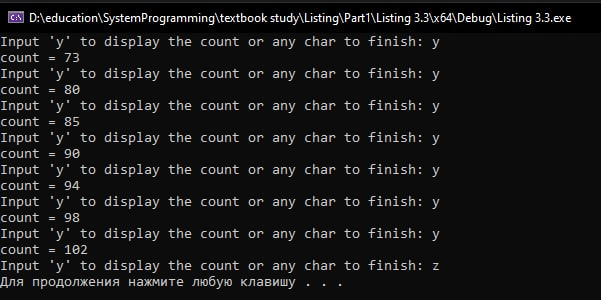 D:\education\SystemProgramming\textbook study\Listing\Part1\Listing 3.3\x64\Debug\Listing 3.3.exe
Input 'y' to display the count or any char to finish: y
count = 73
Input 'y' to display the count or any char to finish: y
count = 80
Input 'y' to display the count or any char to finish: y
count = 85
Input 'y' to display the count or any char to finish: y
count = 90
Input 'y' to display the count or any char to finish: y
count = 94
Input 'y' to display the count or any char to finish: y
count = 98
Input 'y' to display the count or any char to finish: y
count = 102
Input 'y' to display the count or any char to finish: z
Для продолжения нажмите любую клавишу . . .